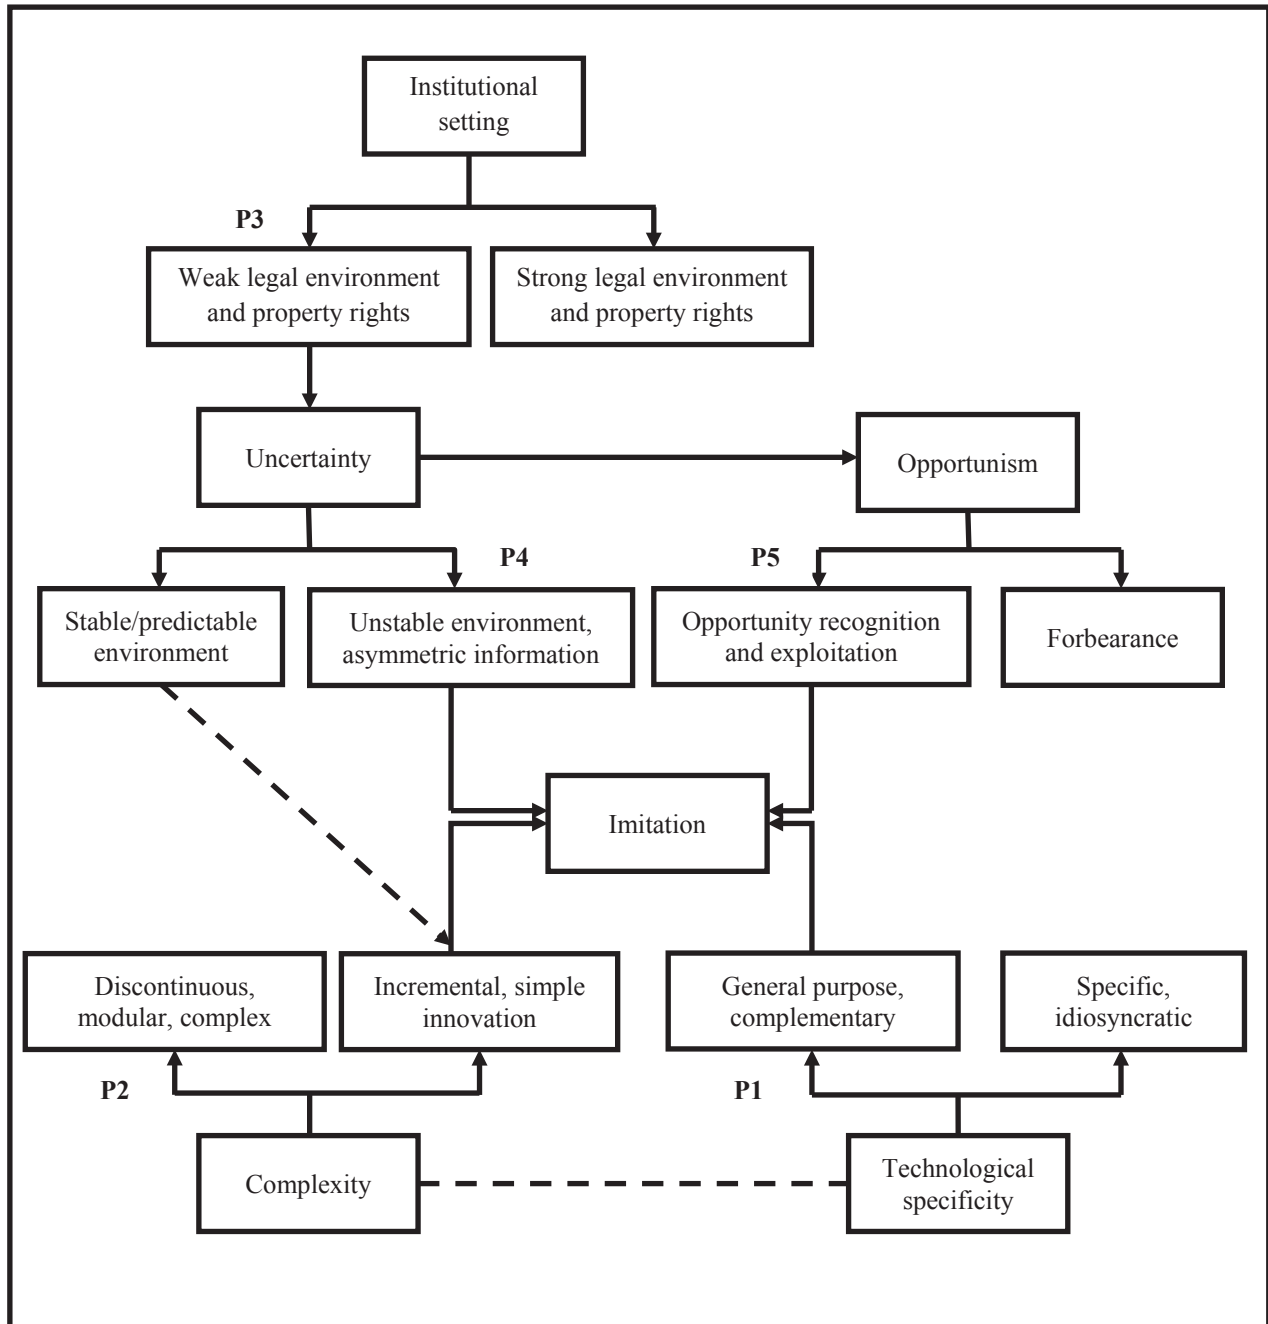 Institutional
setting
P3
Weak legal environment
and property rights
Strong legal environment
and property rights
Uncertainty
Opportunism
P4
P5
Stable/predictable
environment
Unstable environment,
asymmetric information
Opportunity recognition
and exploitation
Forbearance
Imitation
Discontinuous,
modular, complex
Incremental, simple
innovation
General purpose,
complementary
Specific,
idiosyncratic
P2
P1
Complexity
Technological
specificity